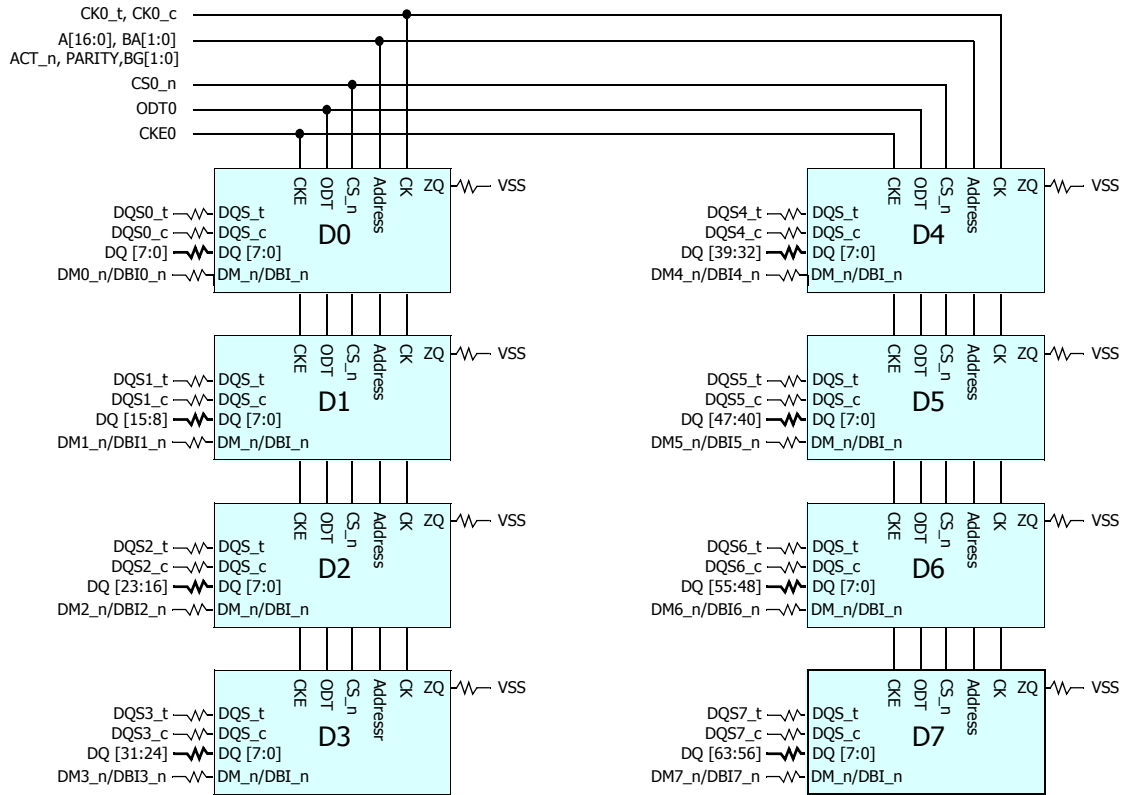 CK0_t, CK0_c
A[16:0], BA[1:0]
ACT_n, PARITY,BG[1:0]
CS0_n
ODT0
CKE0
CKE ODT CS_n Address CK ZQ VSS
DQS0_t DQS_t
DQS0_c DQS_c
D0
DQ [7:0] DQ [7:0]
DM0_n/DBI0_n DM_n/DBI_n
CKE ODT CS_n Address CK ZQ VSS
DQS4_t DQS_t
DQS4_c DQS_c
D4
DQ [39:32] DQ [7:0]
DM4_n/DBI4_n DM_n/DBI_n
CKE ODT CS_n Address CK ZQ VSS
DQS1_t DQS_t
DQS1_c DQS_c
D1
DQ [15:8] DQ [7:0]
DM1_n/DBI1_n DM_n/DBI_n
CKE ODT CS_n Address CK ZQ VSS
DQS5_t DQS_t
DQS5_c DQS_c
D5
DQ [47:40] DQ [7:0]
DM5_n/DBI5_n DM_n/DBI_n
CKE ODT CS_n Address CK ZQ VSS
DQS2_t DQS_t
DQS2_c DQS_c
D2
DQ [23:16] DQ [7:0]
DM2_n/DBI2_n DM_n/DBI_n
CKE ODT CS_n Address CK ZQ VSS
DQS6_t DQS_t
DQS6_c DQS_c
D6
DQ [55:48] DQ [7:0]
DM6_n/DBI6_n DM_n/DBI_n
CKE ODT CS_n Addressr CK ZQ VSS
DQS3_t DQS_t
DQS3_c DQS_c
D3
DQ [31:24] DQ [7:0]
DM3_n/DBI3_n DM_n/DBI_n
CKE ODT CS_n Address CK ZQ VSS
DQS7_t DQS_t
DQS7_c DQS_c
D7
DQ [63:56] DQ [7:0]
DM7_n/DBI7_n DM_n/DBI_n